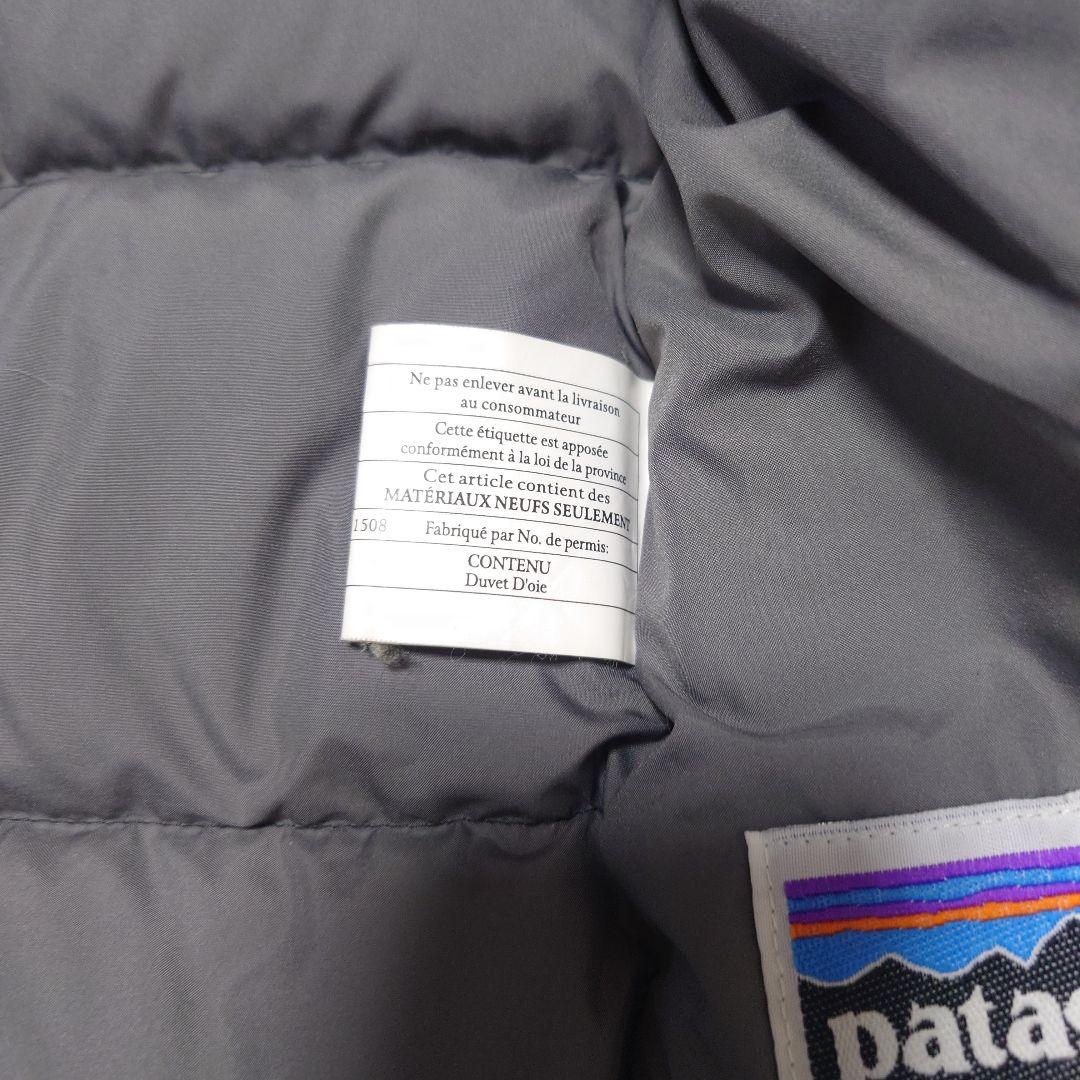 Ne pas enlever avant la livraison
au consommateur
Cette étiquette est apposée
conformément à la loi de la province
Cet article contient des
MATÉRIAUX NEUFS SEULEMENT
1508 Fabriqué par No. de permis:
CONTENU
Duvet D'oie
patag